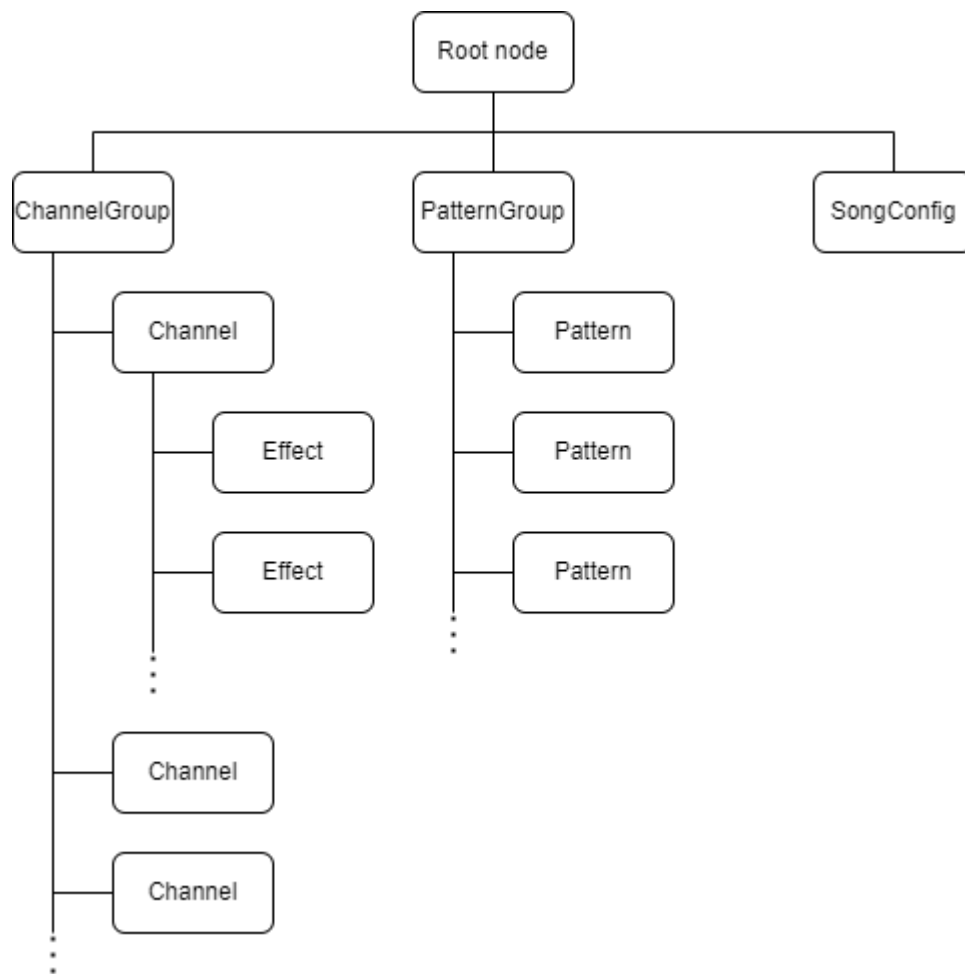 Root node
ChannelGroup
PatternGroup
SongConfig
Channel
Pattern
Effect
Pattern
Effect
Pattern
Channel
Channel